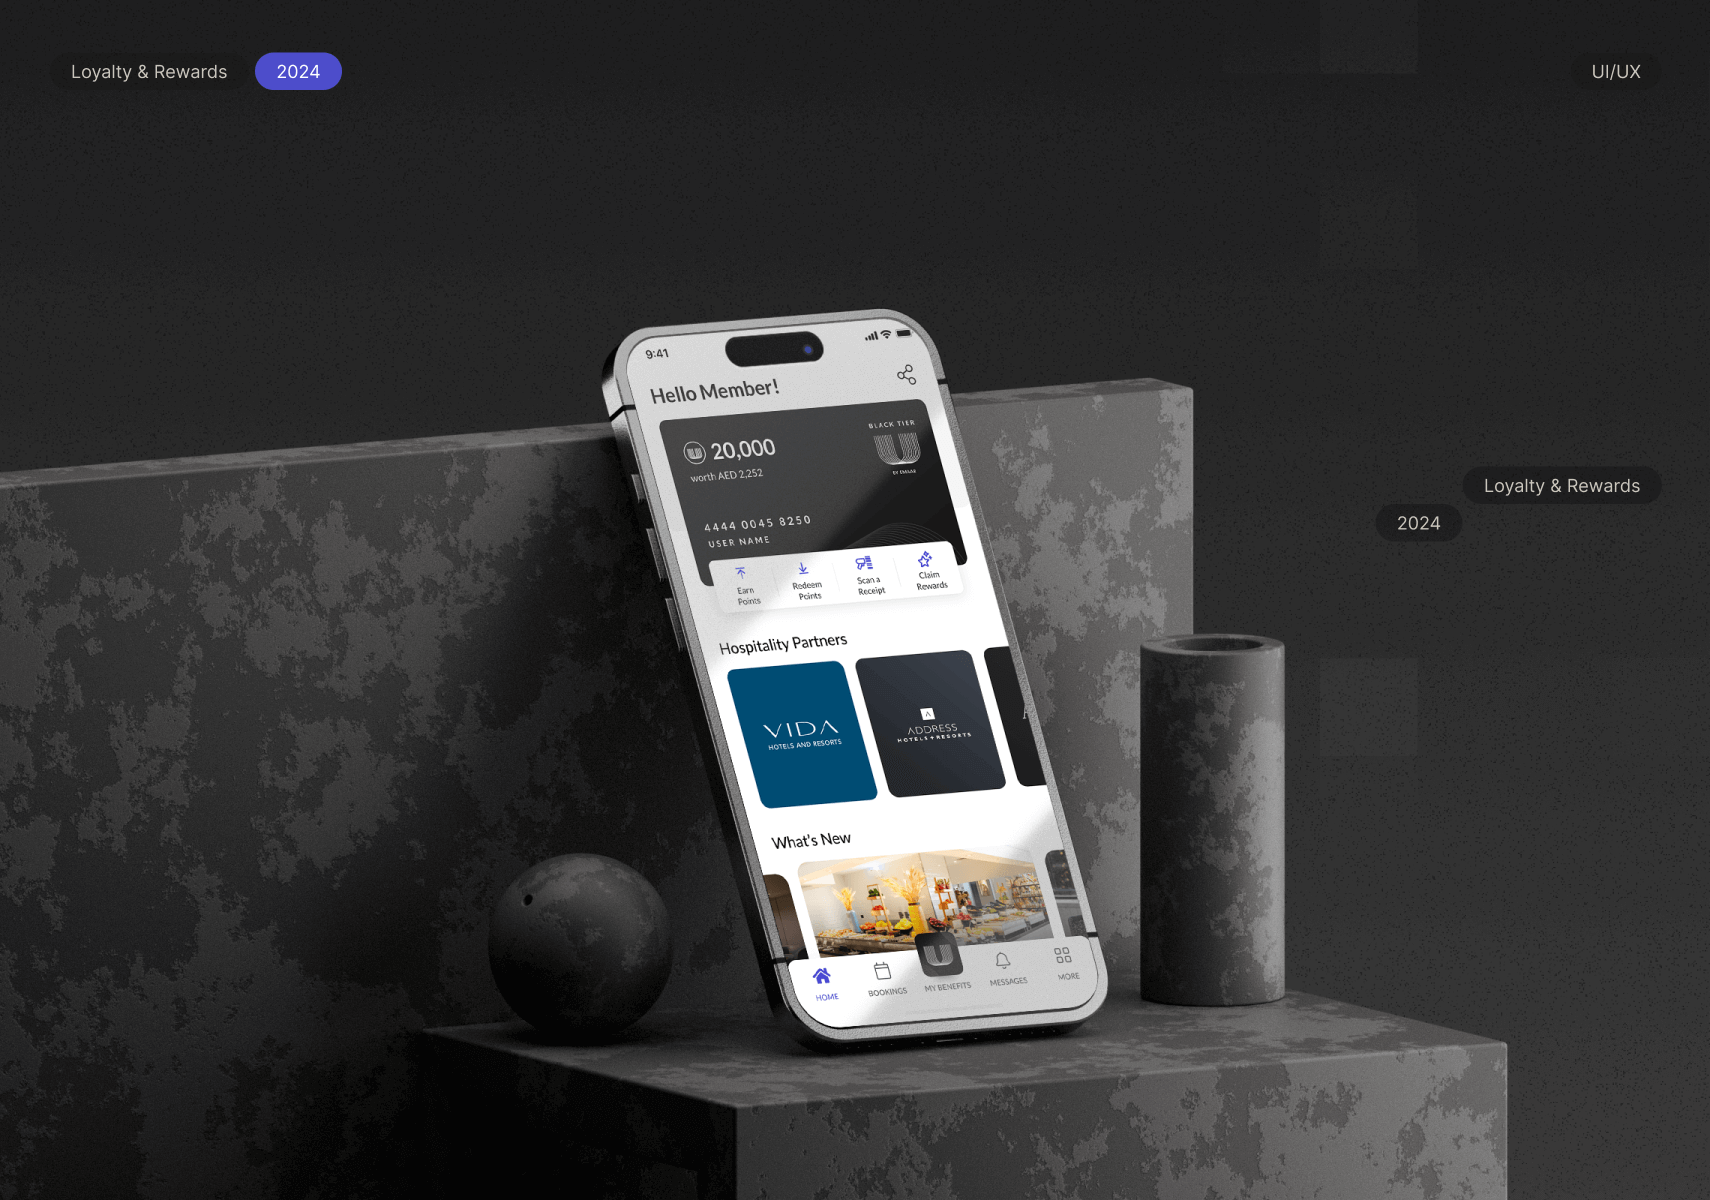 Loyalty & Rewards
2024
UI/UX
9:41
Hello Member!
BLACK TIER
20,000
worth AED 2,252
BY EMAAR
4444 0045 8250
USER NAME
Earn
Points
Redeem
Points
Scan a
Receipt
Claim
Rewards
Hospitality Partners
VIDA
HOTELS AND RESORTS
ADDRESS
HOTELS + RESORTS
What's New
HOME
BOOKINGS
MY BENEFITS
MESSAGES
MORE
Loyalty & Rewards
2024